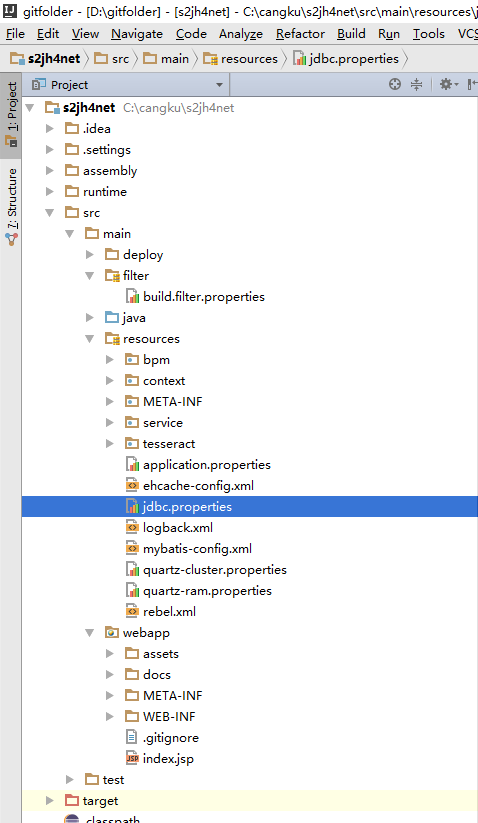 gitfolder - [D:\gitfolder] - [s2jh4net] - C:\cangku\s2jh4net\src\main\resources\j
File Edit View Navigate Code Analyze Refactor Build Run Tools VCS
s2jh4net src main resources jdbc.properties
1: Project
7: Structure
Project
s2jh4net C:\cangku\s2jh4net
.idea
.settings
assembly
runtime
src
main
deploy
filter
build.filter.properties
java
resources
bpm
context
META-INF
service
tesseract
application.properties
ehcache-config.xml
jdbc.properties
logback.xml
mybatis-config.xml
quartz-cluster.properties
quartz-ram.properties
rebel.xml
webapp
assets
docs
META-INF
WEB-INF
.gitignore
index.jsp
test
target
.classpath